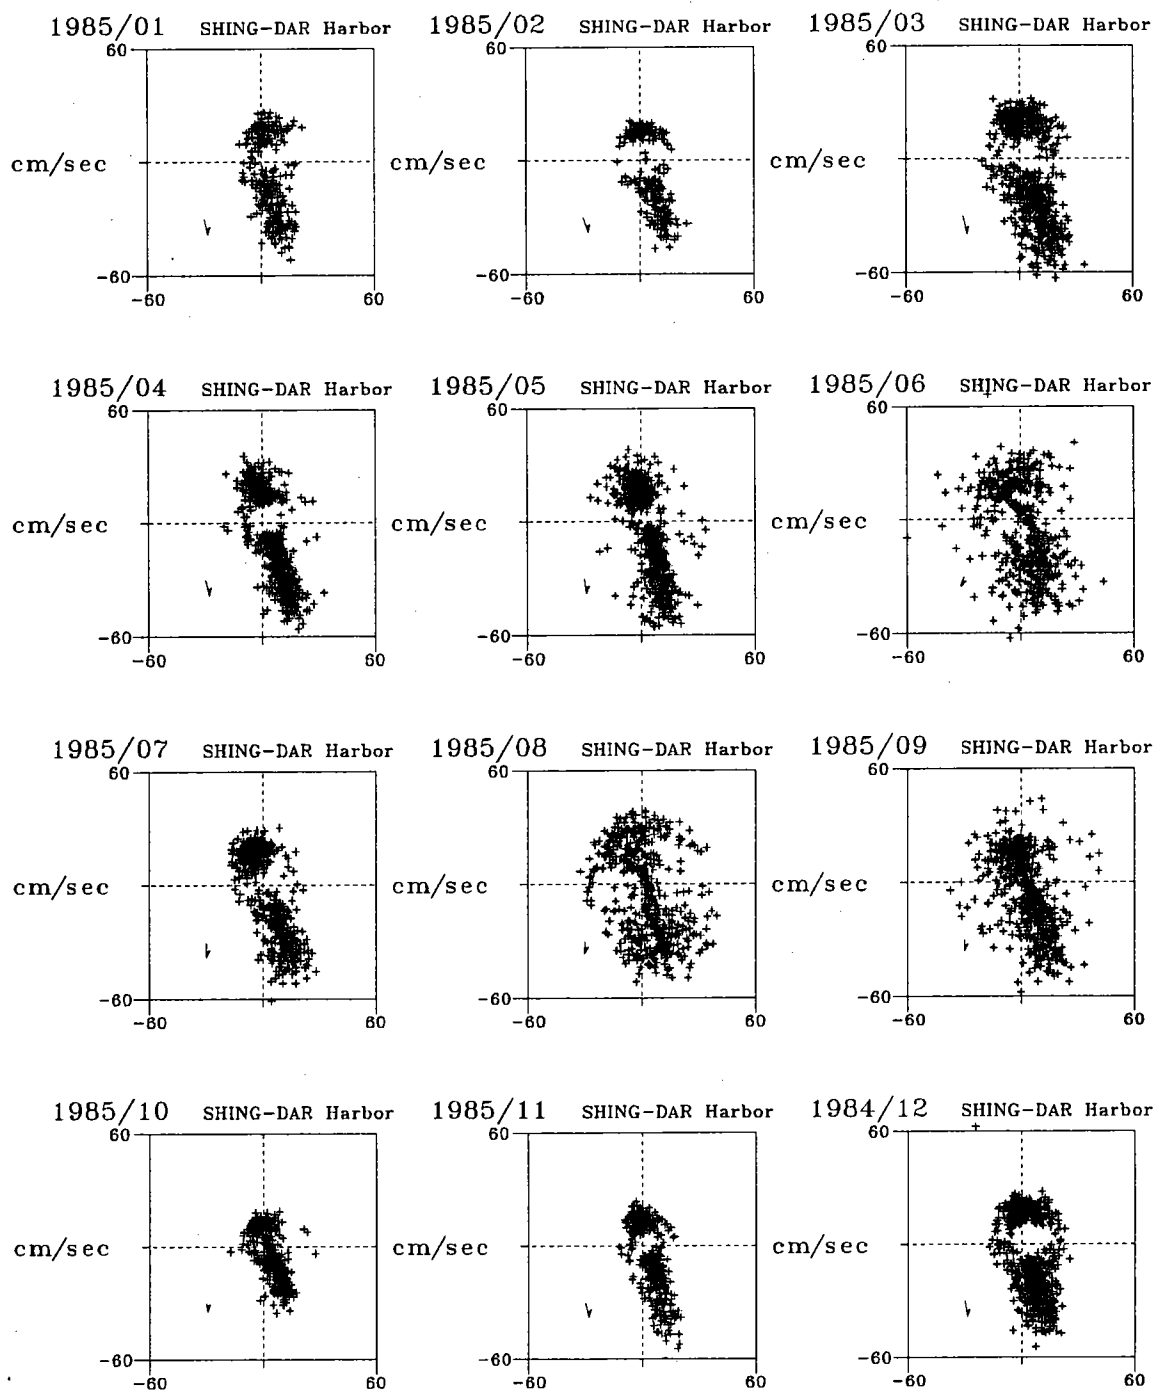 1985/01 SHING-DAR Harbor
60
cm/sec
-60
-60 60
1985/02 SHING-DAR Harbor
60
cm/sec
-60
-60 60
1985/03 SHING-DAR Harbor
60
cm/sec
-60
-60 60
1985/04 SHING-DAR Harbor
60
cm/sec
-60
-60 60
1985/05 SHING-DAR Harbor
60
cm/sec
-60
-60 60
1985/06 SHING-DAR Harbor
60
cm/sec
-60
-60 60
1985/07 SHING-DAR Harbor
60
cm/sec
-60
-60 60
1985/08 SHING-DAR Harbor
60
cm/sec
-60
-60 60
1985/09 SHING-DAR Harbor
60
cm/sec
-60
-60 60
1985/10 SHING-DAR Harbor
60
cm/sec
-60
-60 60
1985/11 SHING-DAR Harbor
60
cm/sec
-60
-60 60
1984/12 SHING-DAR Harbor
60
cm/sec
-60
-60 60